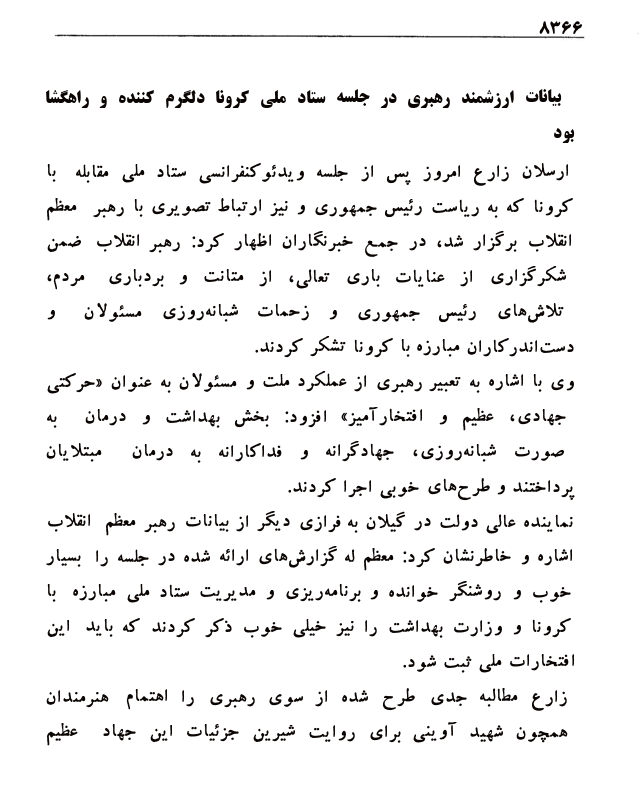 ۸۳۶۶
بیانات ارزشمند رهبری در جلسه ستاد ملی کرونا دلگرم کننده و راهگشا
بود
ارسلان زارع امروز پس از جلسه ویدئوکنفرانسی ستاد ملی مقابله با
کرونا که به ریاست رئیس جمهوری و نیز ارتباط تصویری با رهبر معظم
انقلاب برگزار شد، در جمع خبرنگاران اظهار کرد: رهبر انقلاب ضمن
شکرگزاری از عنایات باری تعالی، از متانت و بردباری مردم،
تلاش‌های رئیس جمهوری و زحمات شبانه‌روزی مسئولان و
دست‌اندرکاران مبارزه با کرونا تشکر کردند.
وی با اشاره به تعبیر رهبری از عملکرد ملت و مسئولان به عنوان «حرکتی
جهادی، عظیم و افتخارآمیز» افزود: بخش بهداشت و درمان به
صورت شبانه‌روزی، جهادگرانه و فداکارانه به درمان مبتلایان
پرداختند و طرح‌های خوبی اجرا کردند.
نماینده عالی دولت در گیلان به فرازی دیگر از بیانات رهبر معظم انقلاب
اشاره و خاطرنشان کرد: معظم له گزارش‌های ارائه شده در جلسه را بسیار
خوب و روشنگر خوانده و برنامه‌ریزی و مدیریت ستاد ملی مبارزه با
کرونا و وزارت بهداشت را نیز خیلی خوب ذکر کردند که باید این
افتخارات ملی ثبت شود.
زارع مطالبه جدی طرح شده از سوی رهبری را اهتمام هنرمندان
همچون شهید آوینی برای روایت شیرین جزئیات این جهاد عظیم